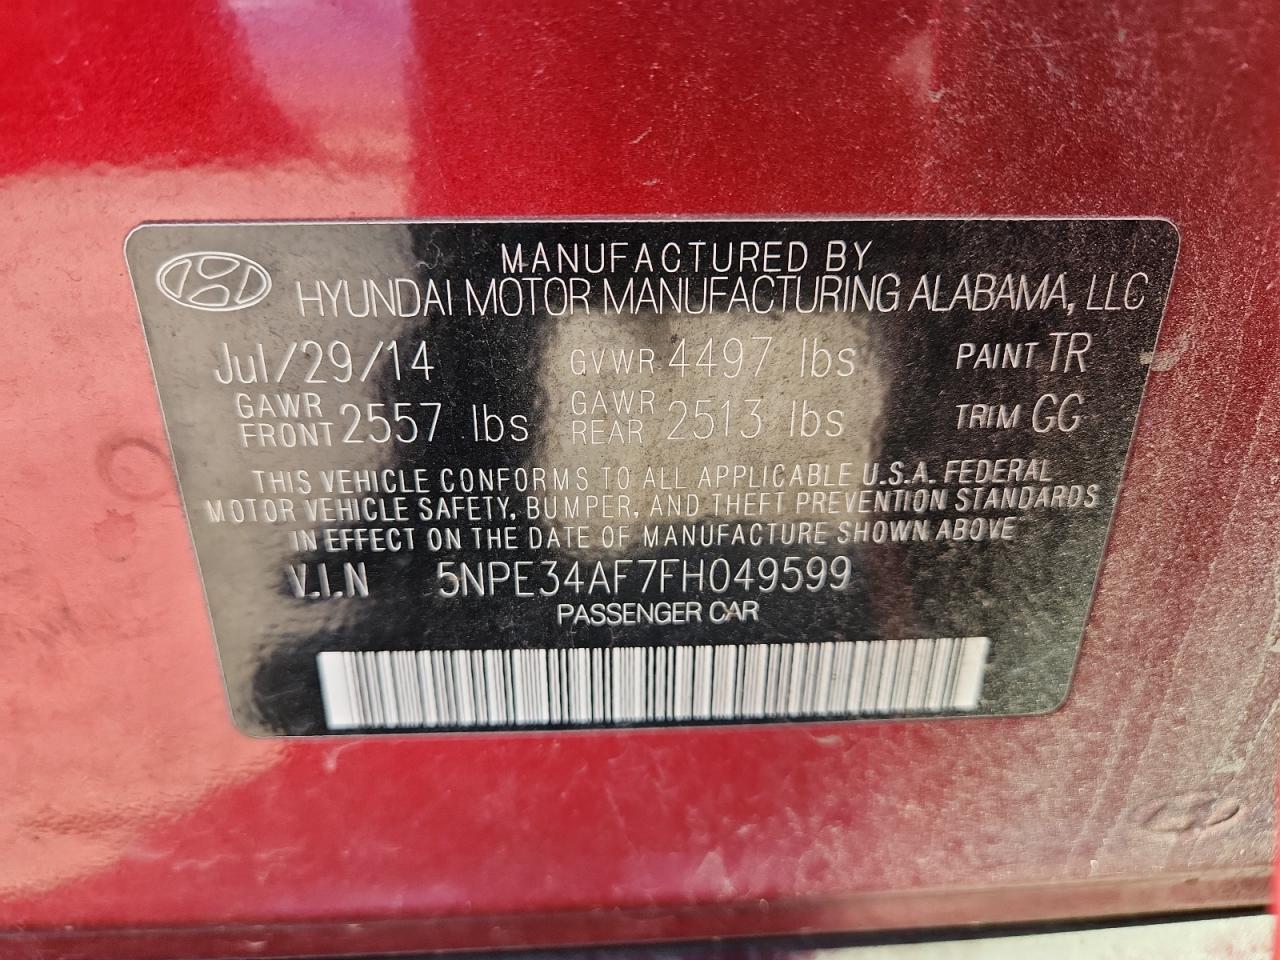 MANUFACTURED BY
HYUNDAI MOTOR MANUFACTURING ALABAMA, LLC
Jul/29/14 GVWR 4497 lbs PAINT TR
GAWR FRONT 2557 lbs GAWR REAR 2513 lbs TRIM GG
THIS VEHICLE CONFORMS TO ALL APPLICABLE U.S.A. FEDERAL
MOTOR VEHICLE SAFETY, BUMPER, AND THEFT PREVENTION STANDARDS
IN EFFECT ON THE DATE OF MANUFACTURE SHOWN ABOVE
V.I.N 5NPE34AF7FH049599
PASSENGER CAR